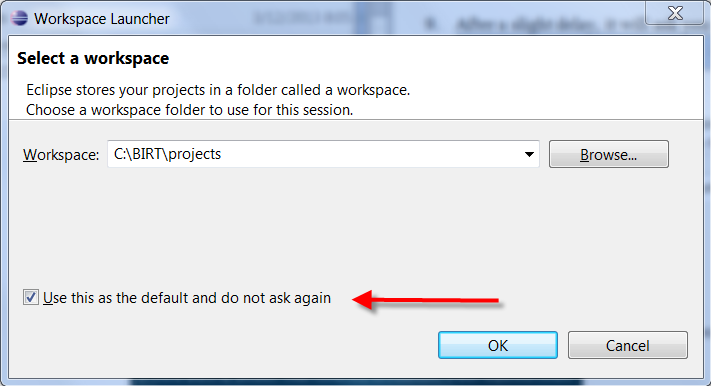 Workspace Launcher
Select a workspace
Eclipse stores your projects in a folder called a workspace.
Choose a workspace folder to use for this session.
Workspace: C:\BIRT\projects Browse...
Use this as the default and do not ask again
OK Cancel